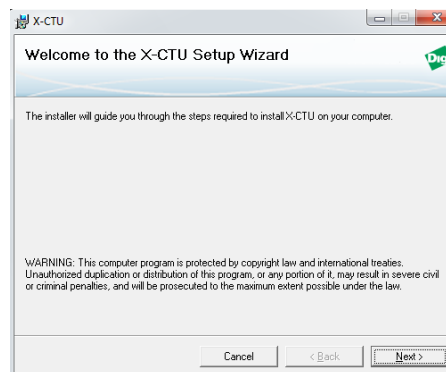 X-CTU
Welcome to the X-CTU Setup Wizard
The installer will guide you through the steps required to install X-CTU on your computer.
WARNING: This computer program is protected by copyright law and international treaties.
Unauthorized duplication or distribution of this program, or any portion of it, may result in severe civil
or criminal penalties, and will be prosecuted to the maximum extent possible under the law.
Cancel
< Back
Next >